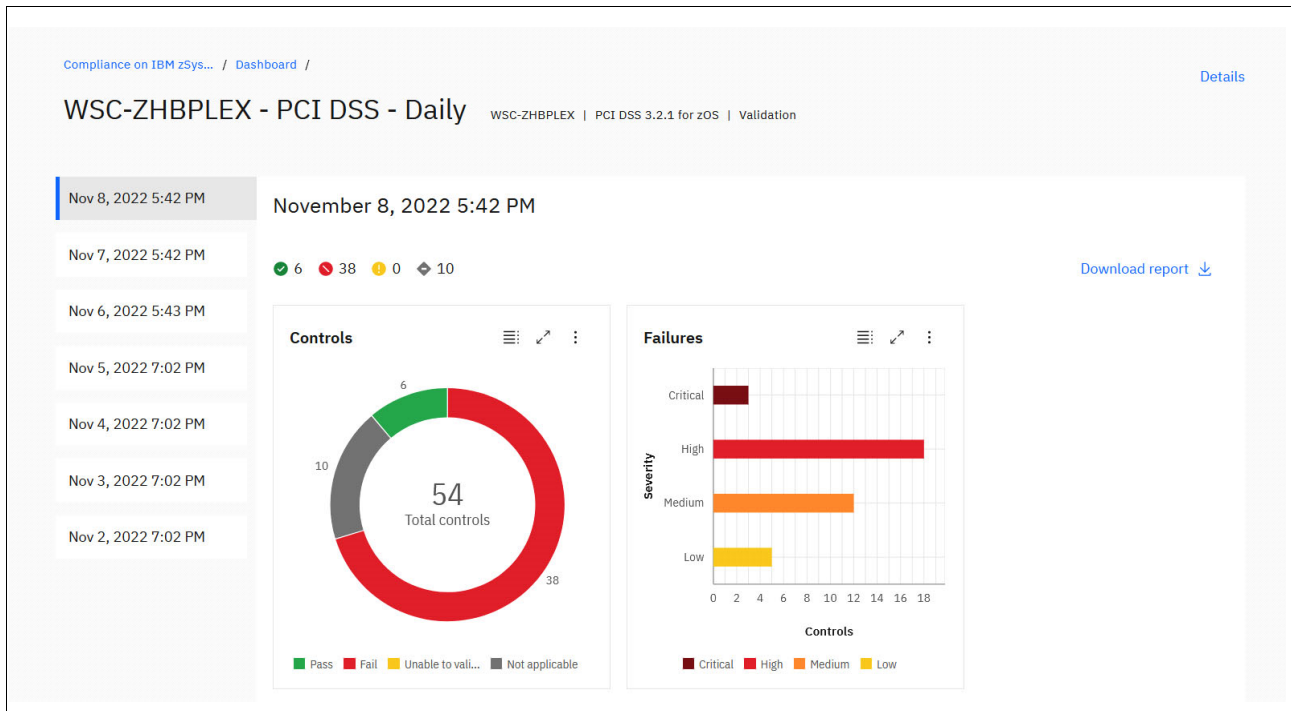 Compliance on IBM zSys... / Dashboard /
Details
WSC-ZHBPLEX - PCI DSS - Daily WSC-ZHBPLEX | PCI DSS 3.2.1 for zOS | Validation
Nov 8, 2022 5:42 PM
Nov 7, 2022 5:42 PM
Nov 6, 2022 5:43 PM
Nov 5, 2022 7:02 PM
Nov 4, 2022 7:02 PM
Nov 3, 2022 7:02 PM
Nov 2, 2022 7:02 PM
November 8, 2022 5:42 PM
6 38 0 10
Download report
Controls
6
10
54
Total controls
38
Pass Fail Unable to vali... Not applicable
Failures
Severity
Critical
High
Medium
Low
0 2 4 6 8 10 12 14 16 18
Controls
Critical High Medium Low